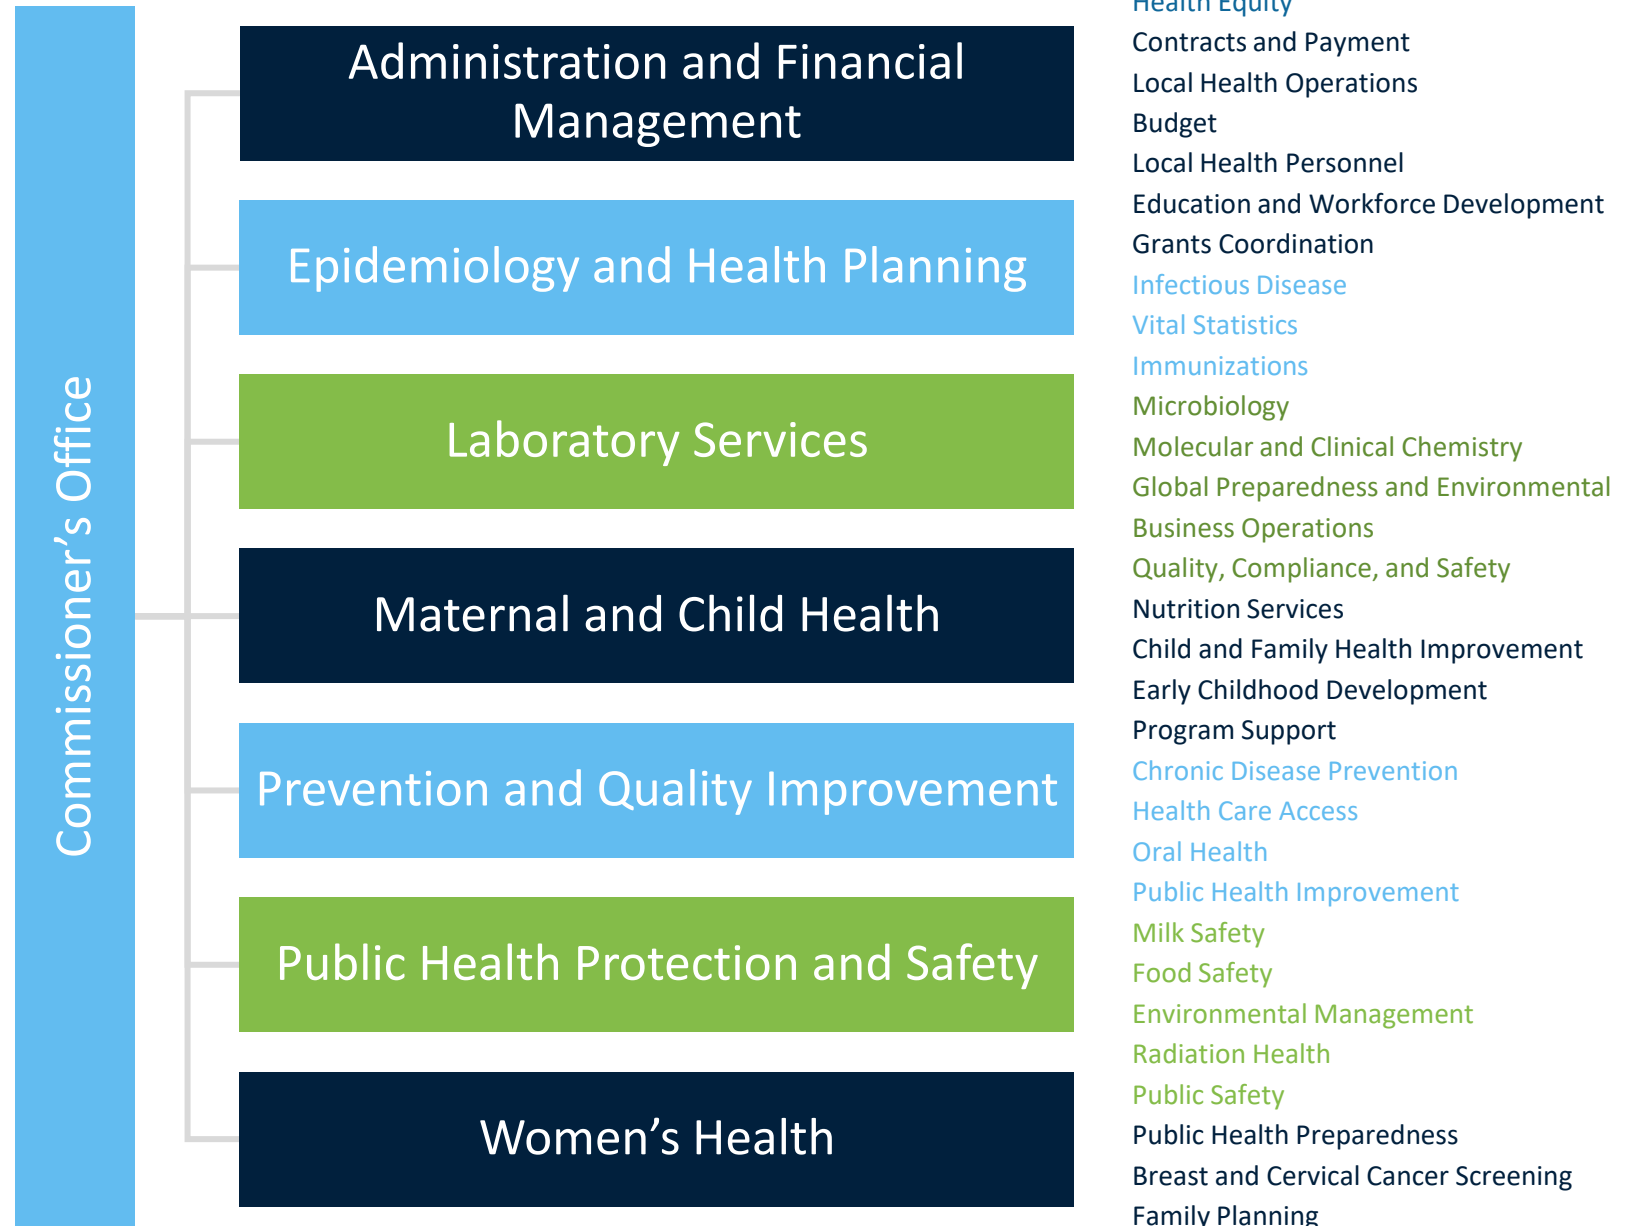 Commissioner’s Office
Administration and Financial
Management
Epidemiology and Health Planning
Laboratory Services
Maternal and Child Health
Prevention and Quality Improvement
Public Health Protection and Safety
Women’s Health
Health Equity
Contracts and Payment
Local Health Operations
Budget
Local Health Personnel
Education and Workforce Development
Grants Coordination
Infectious Disease
Vital Statistics
Immunizations
Microbiology
Molecular and Clinical Chemistry
Global Preparedness and Environmental
Business Operations
Quality, Compliance, and Safety
Nutrition Services
Child and Family Health Improvement
Early Childhood Development
Program Support
Chronic Disease Prevention
Health Care Access
Oral Health
Public Health Improvement
Milk Safety
Food Safety
Environmental Management
Radiation Health
Public Safety
Public Health Preparedness
Breast and Cervical Cancer Screening
Family Planning